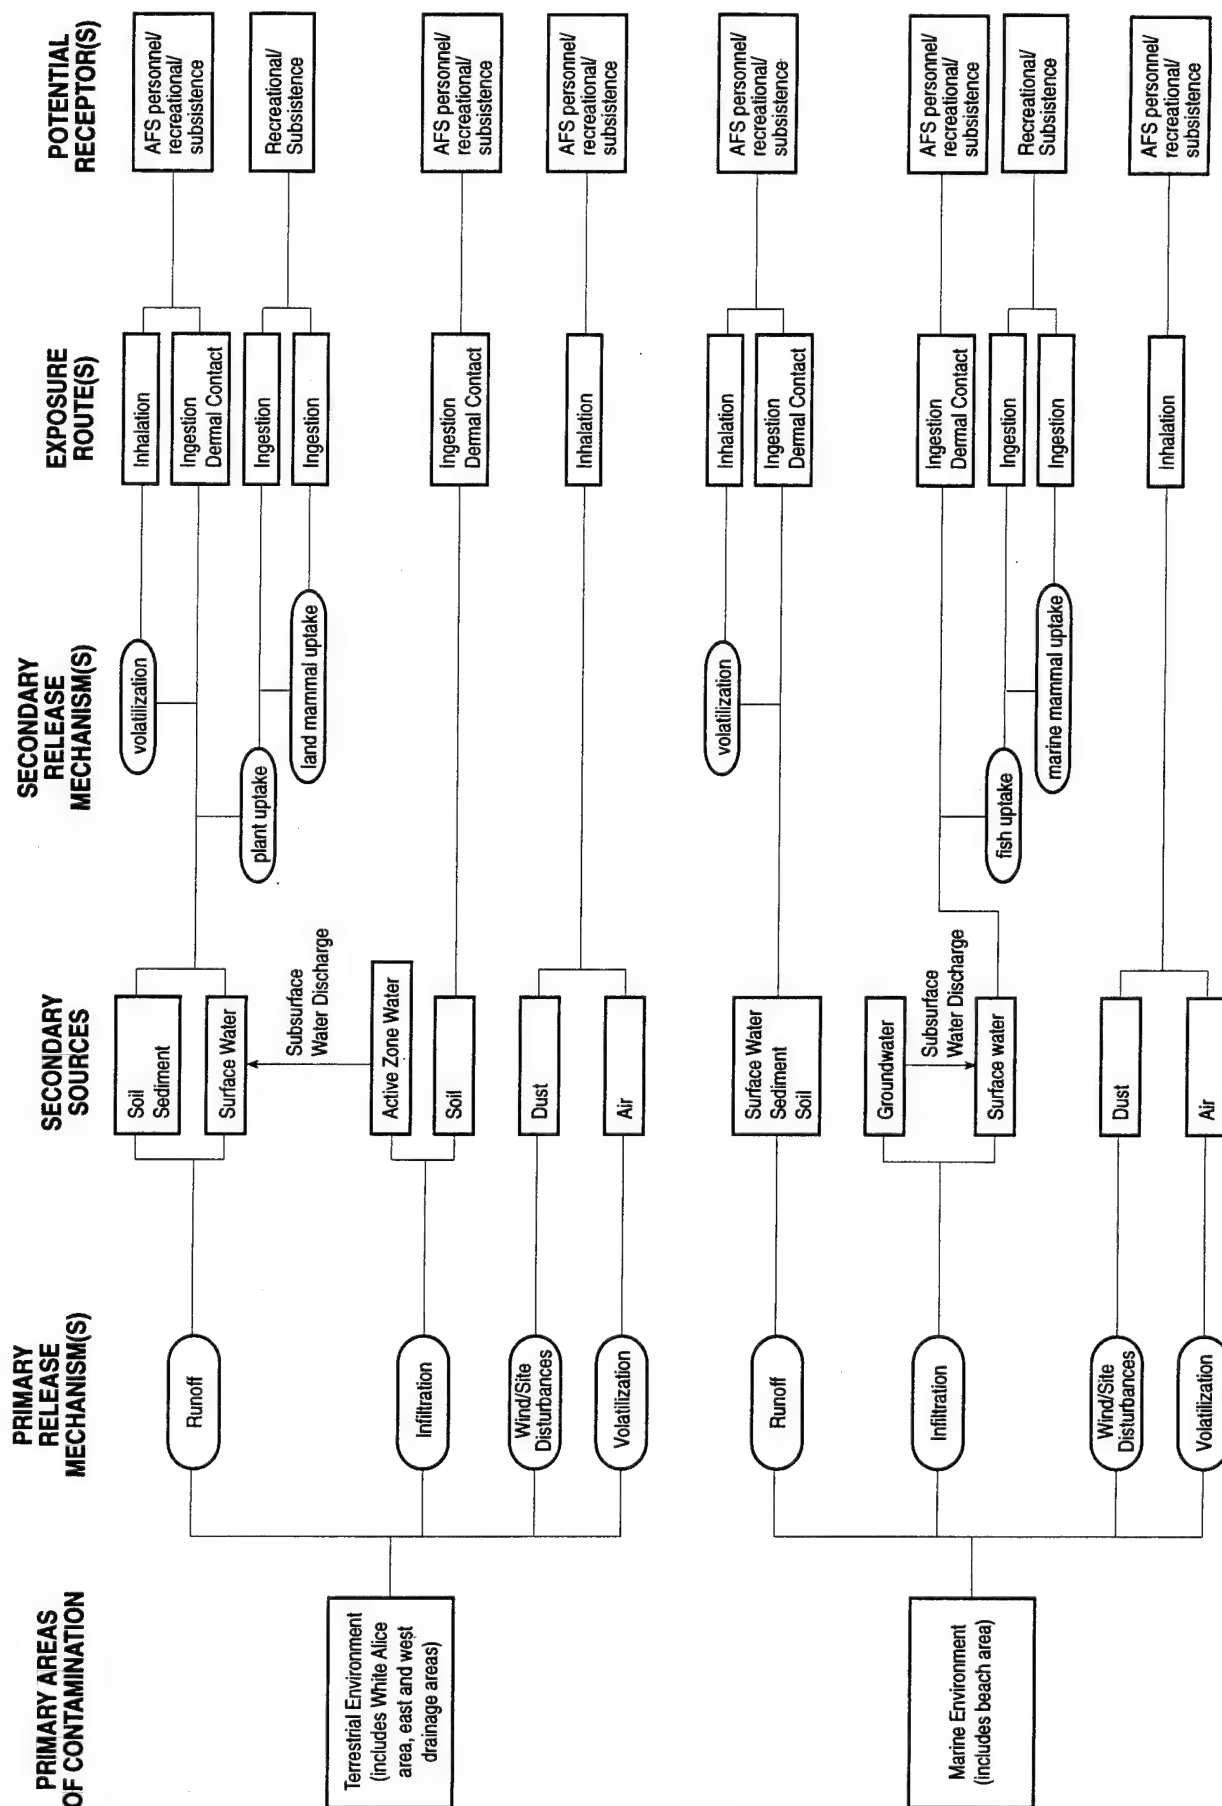 PRIMARY AREAS
OF CONTAMINATION
PRIMARY
RELEASE
MECHANISM(S)
SECONDARY
SOURCES
SECONDARY
RELEASE
MECHANISM(S)
EXPOSURE
ROUTE(S)
POTENTIAL
RECEPTOR(S)
Terrestrial Environment
(includes White Alice
area, east and west
drainage areas)
Runoff
Soil
Sediment
Surface Water
volatilization
Inhalation
Ingestion
Dermal Contact
AFS personnel/
recreational/
subsistence
plant uptake
Ingestion
land mammal uptake
Ingestion
Recreational/
Subsistence
Subsurface
Water Discharge
Infiltration
Active Zone Water
Soil
Ingestion
Dermal Contact
AFS personnel/
recreational/
subsistence
Wind/Site
Disturbances
Dust
Volatilization
Air
Inhalation
AFS personnel/
recreational/
subsistence
Marine Environment
(includes beach area)
Runoff
Surface Water
Sediment
Soil
volatilization
Inhalation
Ingestion
Dermal Contact
AFS personnel/
recreational/
subsistence
Infiltration
Groundwater
Subsurface
Water Discharge
Surface water
Ingestion
Dermal Contact
AFS personnel/
recreational/
subsistence
fish uptake
Ingestion
marine mammal uptake
Ingestion
Recreational/
Subsistence
Wind/Site
Disturbances
Dust
Volatilization
Air
Inhalation
AFS personnel/
recreational/
subsistence